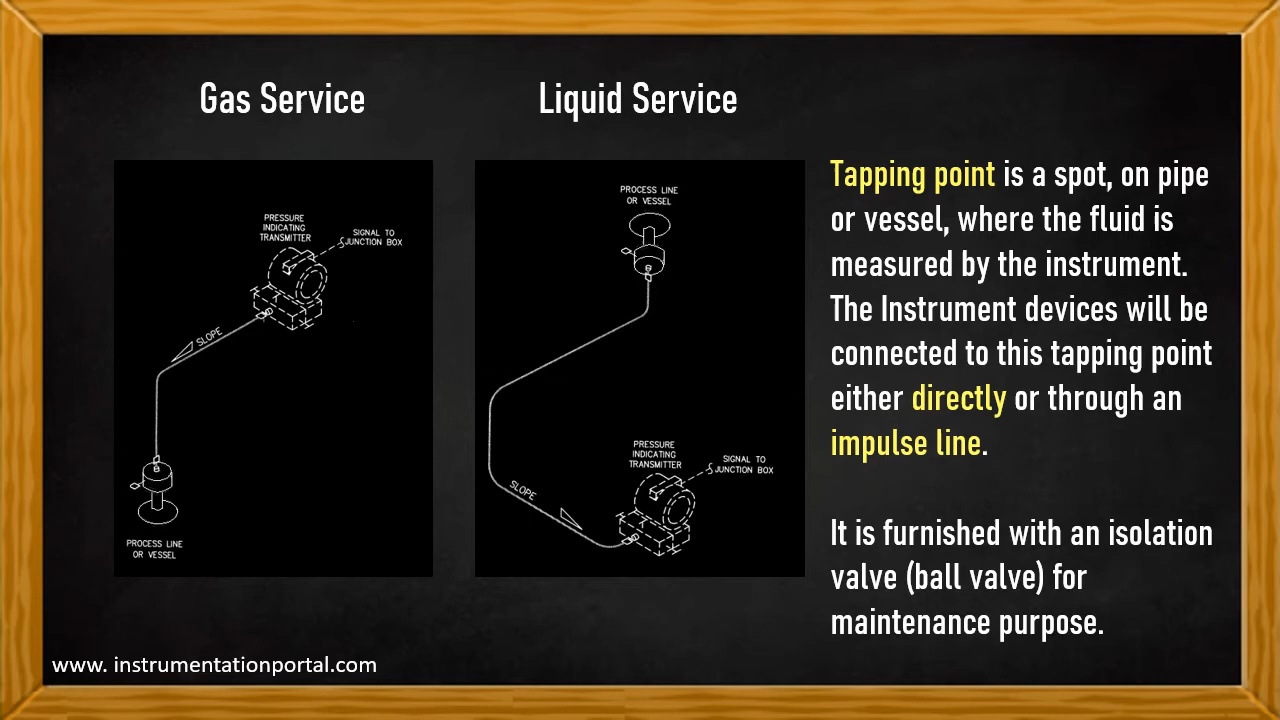 Gas Service
Liquid Service
PRESSURE
INDICATING
TRANSMITTER
SIGNAL TO
JUNCTION BOX
SLOPE
PROCESS LINE
OR VESSEL
PROCESS LINE
OR VESSEL
PRESSURE
INDICATING
TRANSMITTER
SIGNAL TO
JUNCTION BOX
SLOPE
Tapping point is a spot, on pipe
or vessel, where the fluid is
measured by the instrument.
The Instrument devices will be
connected to this tapping point
either directly or through an
impulse line.
It is furnished with an isolation
valve (ball valve) for
maintenance purpose.
www. instrumentationportal.com